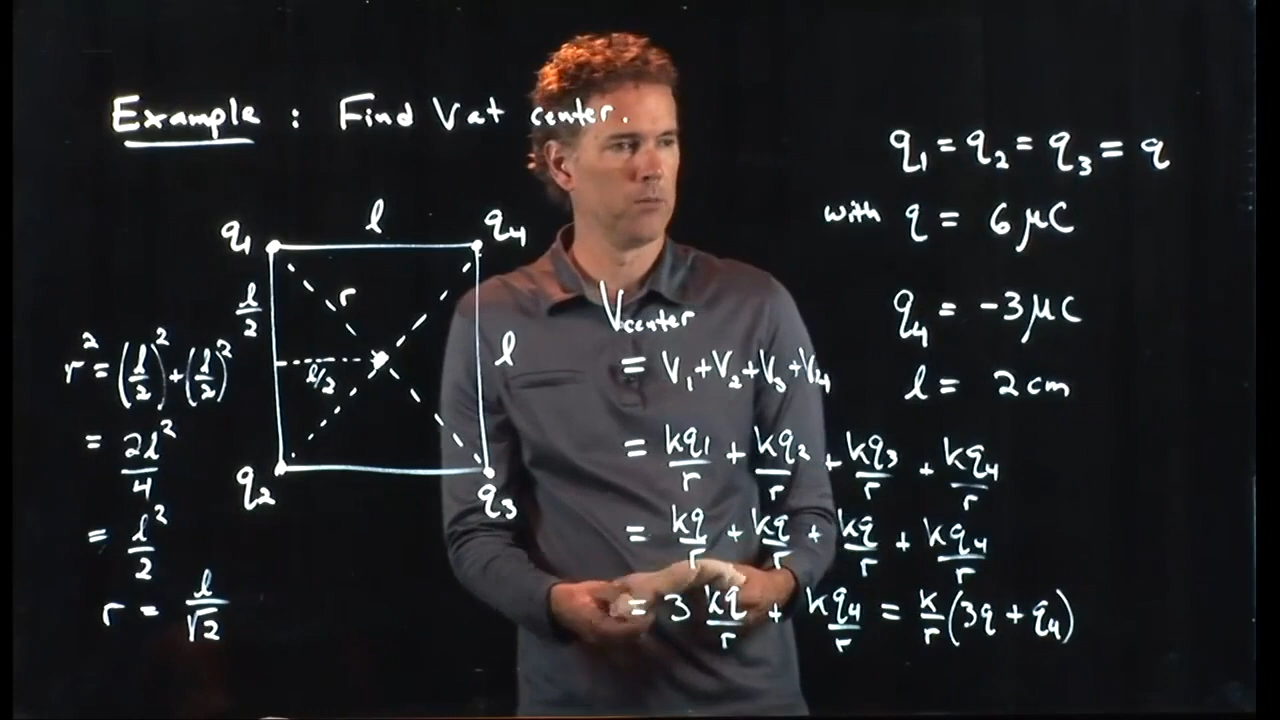 Example : Find V at center.
q₁ = q₂ = q₃ = q
with q = 6 μC
q₄ = -3 μC
l = 2 cm
q₁ l q₄
l/2
r
l/2
l
q₂ q₃
r² = (l/2)² + (l/2)²
= 2l²/4
= l²/2
r = l/√2
V_center
= V₁ + V₂ + V₃ + V₄
= kq₁/r + kq₂/r + kq₃/r + kq₄/r
= kq/r + kq/r + kq/r + kq₄/r
= 3 kq/r + kq₄/r = k/r (3q + q₄)